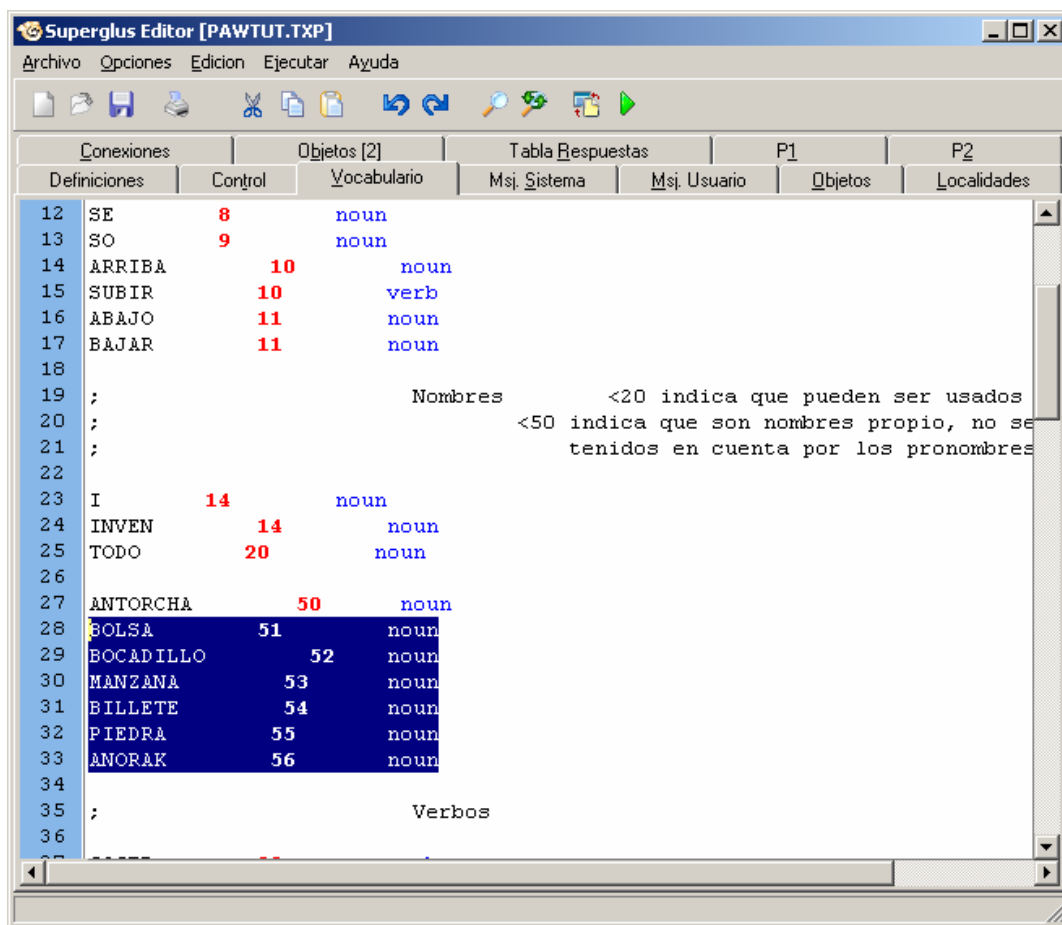 Superglus Editor [PAWTUT.TXP]
Archivo Opciones Edicion Ejecutar Ayuda
Conexiones Objetos [2] Tabla Respuestas P1 P2
Definiciones Control Vocabulario Msj. Sistema Msj. Usuario Objetos Localidades
12 SE 8 noun
13 SO 9 noun
14 ARRIBA 10 noun
15 SUBIR 10 verb
16 ABAJO 11 noun
17 BAJAR 11 noun
18
19 ; Nombres <20 indica que pueden ser usados
20 ; <50 indica que son nombres propio, no se
21 ; tenidos en cuenta por los pronombres
22
23 I 14 noun
24 INVEN 14 noun
25 TODO 20 noun
26
27 ANTORCHA 50 noun
28 BOLSA 51 noun
29 BOCADILLO 52 noun
30 MANZANA 53 noun
31 BILLETE 54 noun
32 PIEDRA 55 noun
33 ANORAK 56 noun
34
35 ; Verbos
36